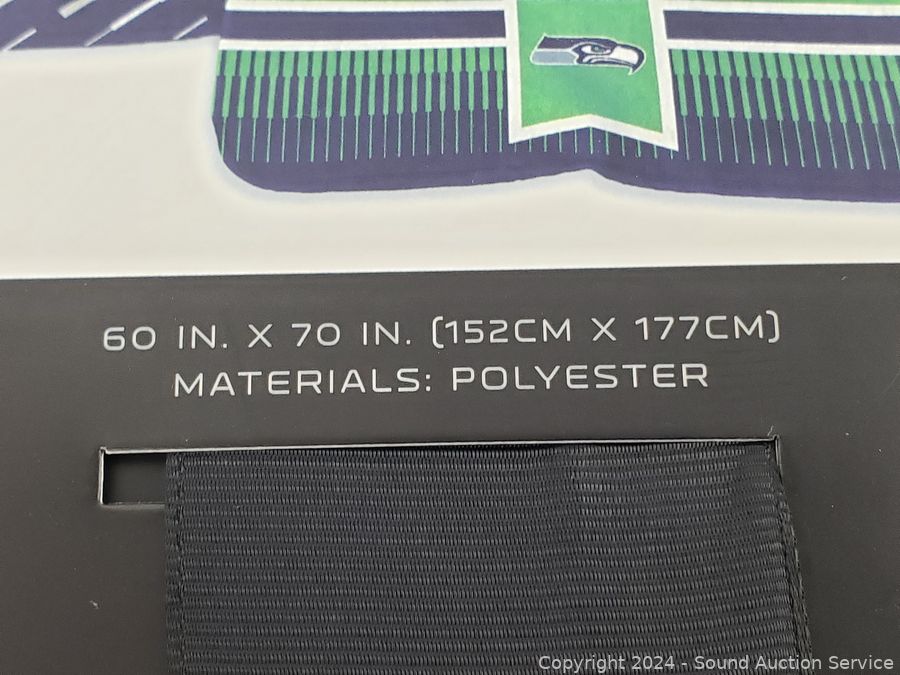 60 IN. X 70 IN. (152CM X 177CM)
MATERIALS: POLYESTER
Copyright 2024 - Sound Auction Service